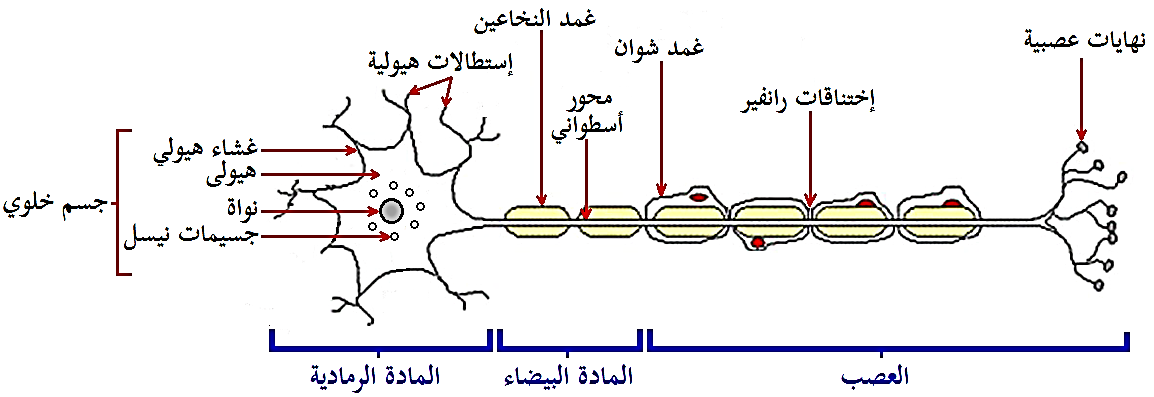 غمد النخاعين
غمد شوان
نهايات عصبية
إستطالات هيولية
محور
أسطواني
إختناقات رانفير
غشاء هيولي
هيولى
جسم خلوي
نواة
جسيمات نيسل
المادة الرمادية
المادة البيضاء
العصب